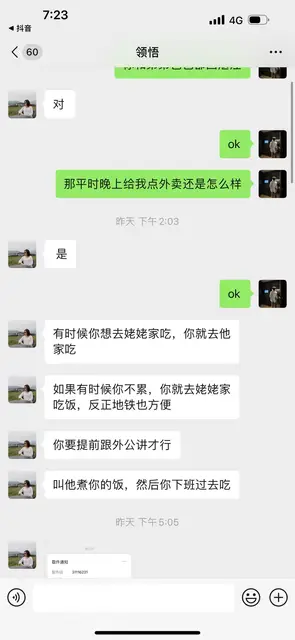 7:23
4G
抖音
60
领悟
对
ok
那平时晚上给我点外卖还是怎么样
昨天 下午2:03
是
ok
有时候你想去姥姥家吃，你就去他
家吃
如果有时候你不累，你就去姥姥家
吃饭，反正地铁也方便
你要提前跟外公讲才行
叫他煮你的饭，然后你下班过去吃
昨天 下午5:05